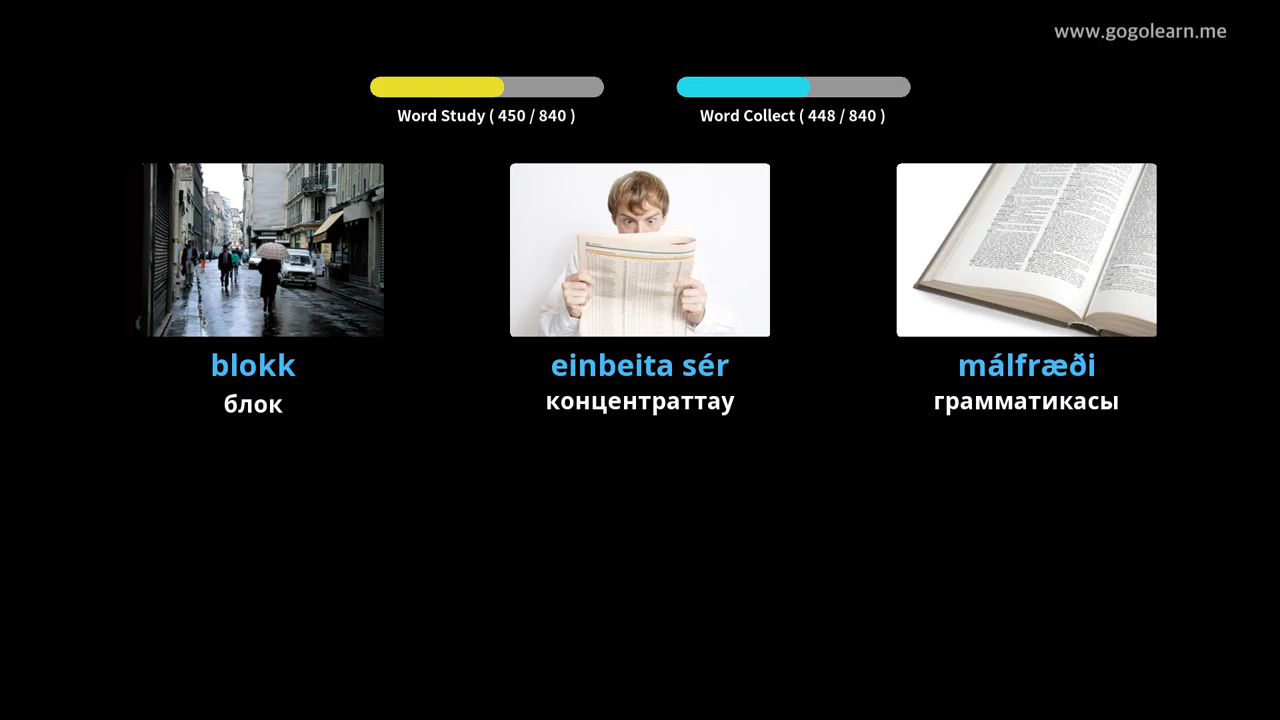 www.gogolearn.me
Word Study ( 450 / 840 )
Word Collect ( 448 / 840 )
blokk
блок
einbeita sér
концентраттау
málfræði
грамматикасы